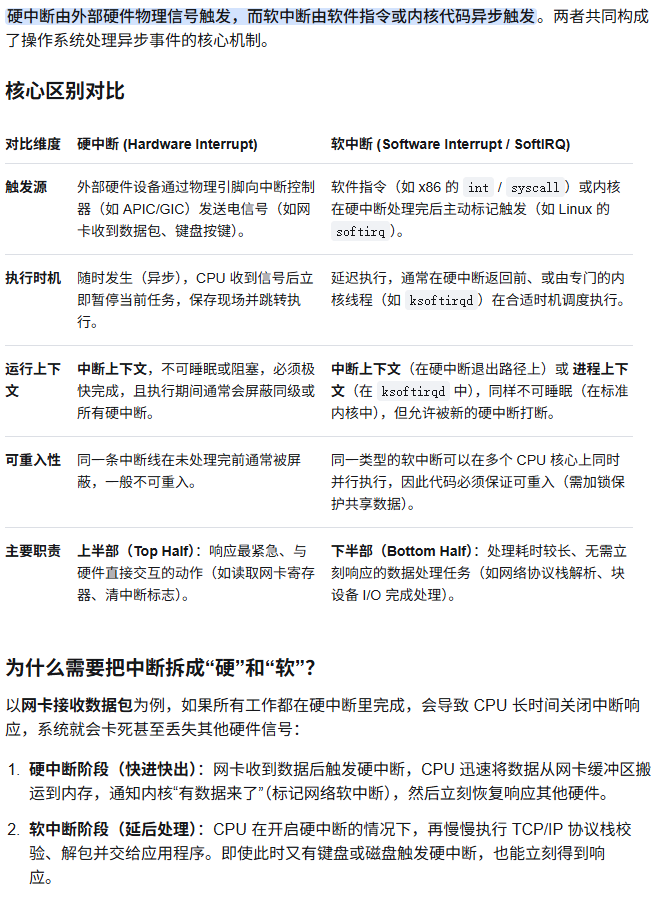 硬中断由外部硬件物理信号触发，而软中断由软件指令或内核代码异步触发。两者共同构成
了操作系统处理异步事件的核心机制。
核心区别对比
对比维度 硬中断 (Hardware Interrupt) 软中断 (Software Interrupt / SoftIRQ)
触发源 外部硬件设备通过物理引脚向中断控制 软件指令（如 x86 的 int / syscall ）或内核
器（如 APIC/GIC）发送电信号（如网 在硬中断处理完后主动标记触发（如 Linux 的
卡收到数据包、键盘按键）。 softirq ）。
执行时机 随时发生（异步），CPU 收到信号后立 延迟执行，通常在硬中断返回前、或由专门的内
即暂停当前任务，保存现场并跳转执 核线程（如 ksoftirqd ）在合适时机调度执行。
行。
运行上下 中断上下文，不可睡眠或阻塞，必须极 中断上下文（在硬中断退出路径上）或 进程上下
文 快完成，且执行期间通常会屏蔽同级或 文（在 ksoftirqd 中），同样不可睡眠（在标准
所有硬中断。 内核中），但允许被新的硬中断打断。
可重入性 同一条中断线在未处理完前通常被屏 同一类型的软中断可以在多个 CPU 核心上同时
蔽，一般不可重入。 并行执行，因此代码必须保证可重入（需加锁保
护共享数据）。
主要职责 上半部（Top Half）：响应最紧急、与 下半部（Bottom Half）：处理耗时较长、无需立
硬件直接交互的动作（如读取网卡寄存 刻响应的数据处理任务（如网络协议栈解析、块
器、清中断标志）。 设备 I/O 完成处理）。
为什么需要把中断拆成“硬”和“软”？
以网卡接收数据包为例，如果所有工作都在硬中断里完成，会导致 CPU 长时间关闭中断响
应，系统就会卡死甚至丢失其他硬件信号：
1. 硬中断阶段（快进快出）：网卡收到数据后触发硬中断，CPU 迅速将数据从网卡缓冲区搬
运到内存，通知内核“有数据来了”（标记网络软中断），然后立刻恢复响应其他硬件。
2. 软中断阶段（延后处理）：CPU 在开启硬中断的情况下，再慢慢执行 TCP/IP 协议栈校
验、解包并交给应用程序。即使此时又有键盘或磁盘触发硬中断，也能立刻得到响
应。